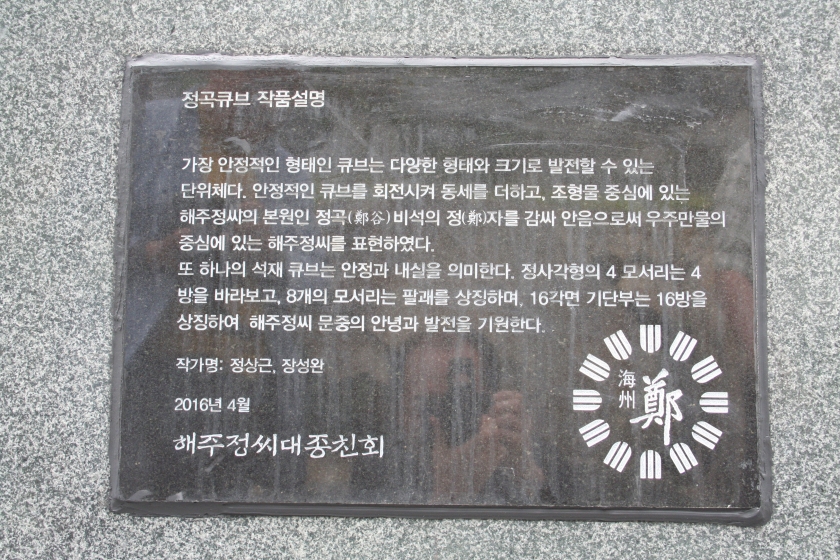 정곡큐브 작품설명
가장 안정적인 형태인 큐브는 다양한 형태와 크기로 발전할 수 있는
단위체다. 안정적인 큐브를 회전시켜 동세를 더하고, 조형물 중심에 있는
해주정씨의 본원인 정곡(鄭谷)비석의 정(鄭)자를 감싸 안음으로써 우주만물의
중심에 있는 해주정씨를 표현하였다.
또 하나의 석재 큐브는 안정과 내실을 의미한다. 정사각형의 4 모서리는 4
방을 바라보고, 8개의 모서리는 팔괘를 상징하며, 16각면 기단부는 16방을
상징하여 해주정씨 문중의 안녕과 발전을 기원한다.
작가명: 정상근, 장성완
2016년 4월
해주정씨대종친회
海州
鄭